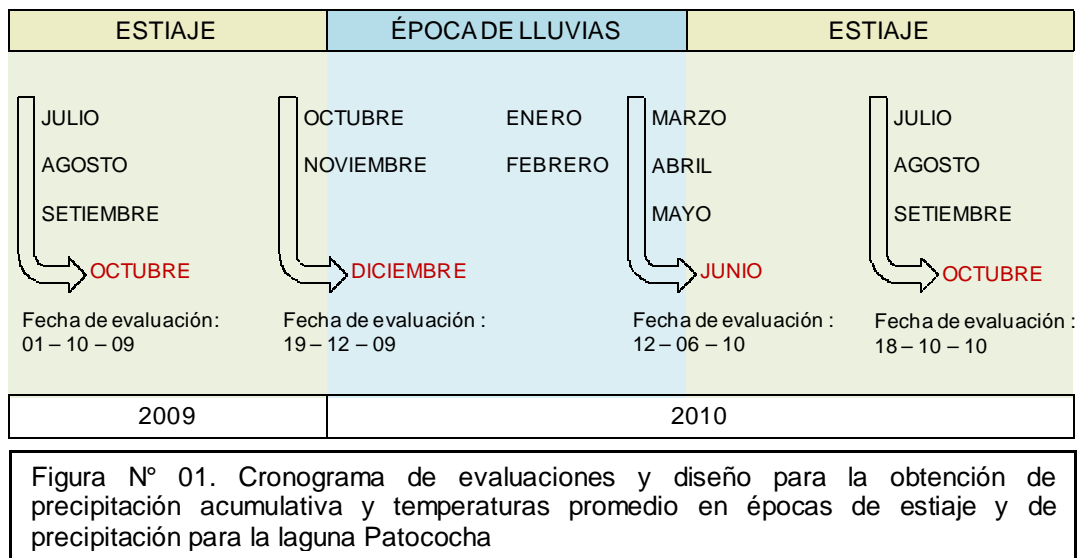 ESTIAJE
ÉPOCA DE LLUVIAS
ESTIAJE
JULIO
AGOSTO
SETIEMBRE
OCTUBRE
Fecha de evaluación:
01 – 10 – 09
OCTUBRE
NOVIEMBRE
DICIEMBRE
Fecha de evaluación :
19 – 12 – 09
ENERO
FEBRERO
MARZO
ABRIL
MAYO
JUNIO
Fecha de evaluación :
12 – 06 – 10
JULIO
AGOSTO
SETIEMBRE
OCTUBRE
Fecha de evaluación :
18 – 10 – 10
2009
2010
Figura N° 01. Cronograma de evaluaciones y diseño para la obtención de
precipitación acumulativa y temperaturas promedio en épocas de estiaje y de
precipitación para la laguna Patococha